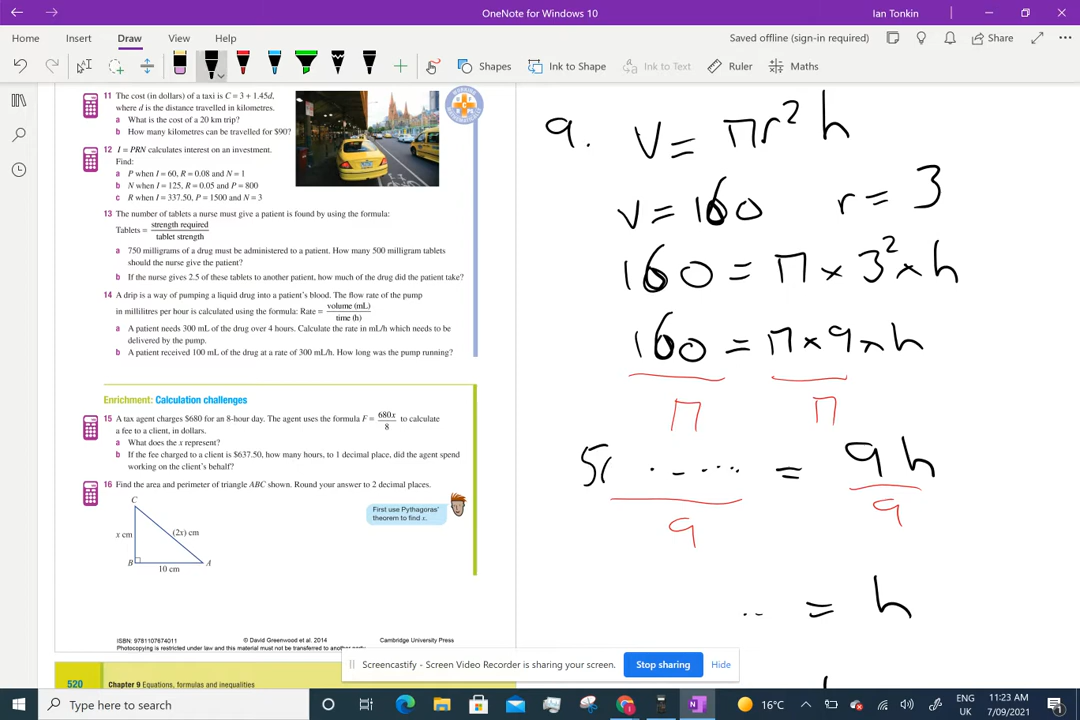 OneNote for Windows 10
Ian Tonkin
Home Insert Draw View Help
Saved offline (sign-in required)
Share
Shapes
Ink to Shape
Ink to Text
Ruler
Maths
11 The cost (in dollars) of a taxi is C = 3 + 1.45d,
where d is the distance travelled in kilometres.
a What is the cost of a 20 km trip?
b How many kilometres can be travelled for $90?
12 I = PRN calculates interest on an investment.
Find:
a P when I = 60, R = 0.08 and N = 1
b N when I = 125, R = 0.05 and P = 800
c R when I = 337.50, P = 1500 and N = 3
13 The number of tablets a nurse must give a patient is found by using the formula:
Tablets = strength required
tablet strength
a 750 milligrams of a drug must be administered to a patient. How many 500 milligram tablets
should the nurse give the patient?
b If the nurse gives 2.5 of these tablets to another patient, how much of the drug did the patient take?
14 A drip is a way of pumping a liquid drug into a patient's blood. The flow rate of the pump
in millilitres per hour is calculated using the formula: Rate = volume (mL)
time (h)
a A patient needs 300 mL of the drug over 4 hours. Calculate the rate in mL/h which needs to be
delivered by the pump.
b A patient received 100 mL of the drug at a rate of 300 mL/h. How long was the pump running?
Enrichment: Calculation challenges
15 A tax agent charges $680 for an 8-hour day. The agent uses the formula F = 680x
8 to calculate
a fee to a client, in dollars.
a What does the x represent?
b If the fee charged to a client is $637.50, how many hours, to 1 decimal place, did the agent spend
working on the client's behalf?
16 Find the area and perimeter of triangle ABC shown. Round your answer to 2 decimal places.
First use Pythagoras'
theorem to find x.
C
x cm
(2x) cm
B
A
10 cm
ISBN: 9781107674011
© David Greenwood et al. 2014
Cambridge University Press
Photocopying is restricted under law and this material must not be transferred to
520 Chapter 9 Equations, formulas and inequalities
9. V = πr² h
V = 160 r = 3
160 = π × 3² × h
160 = π × 9 × h
π π
= 9h
9 9
.. = h
Screencastify - Screen Video Recorder is sharing your screen.
Stop sharing
Hide
Type here to search
16°C
ENG
UK
11:23 AM
7/09/2021
1